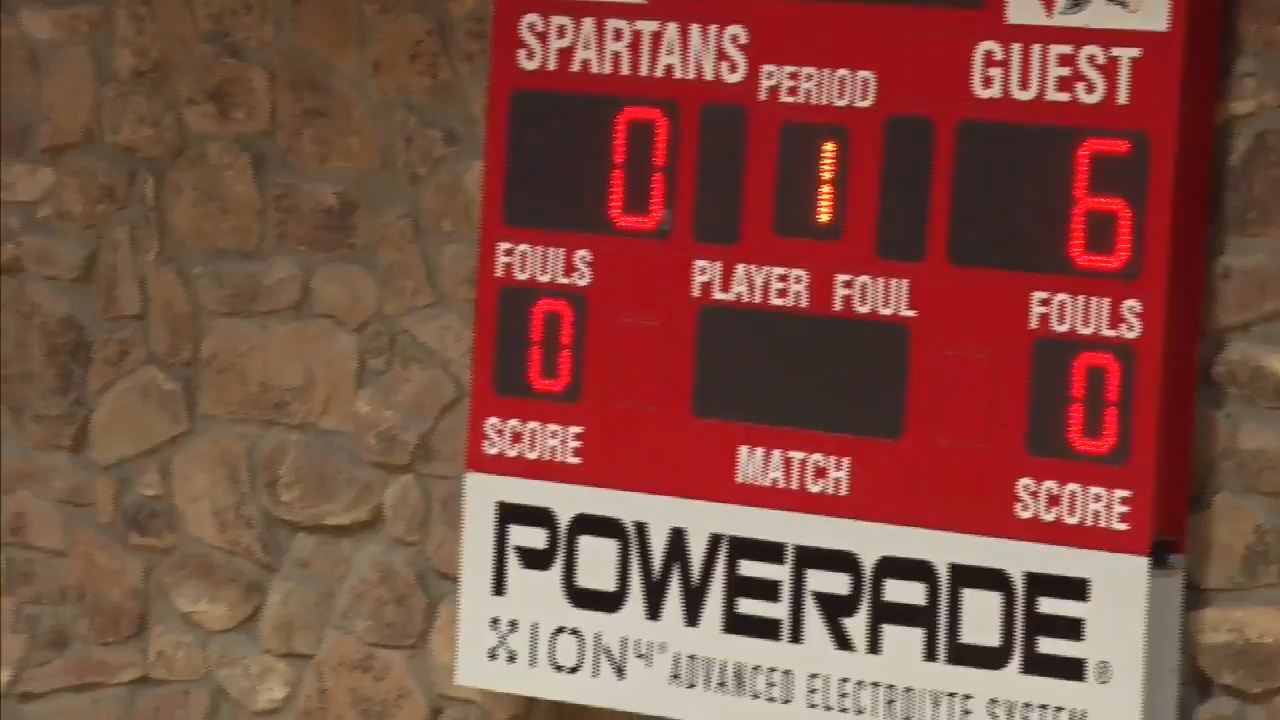 SPARTANS PERIOD GUEST
0 1 6
FOULS PLAYER FOUL FOULS
0 0
SCORE MATCH SCORE
POWERADE®
XION4® ADVANCED ELECTROLYTE SYSTEM